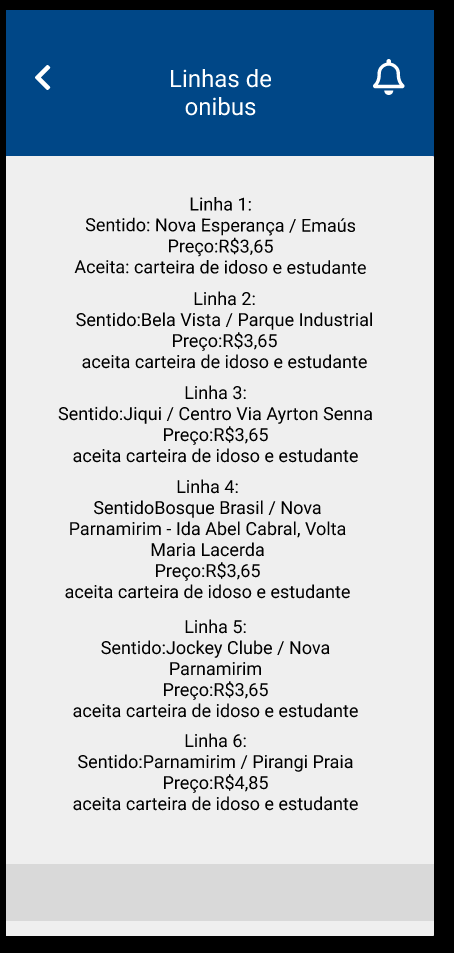 Linhas de
onibus
Linha 1:
Sentido: Nova Esperança / Emaús
Preço:R$3,65
Aceita: carteira de idoso e estudante
Linha 2:
Sentido:Bela Vista / Parque Industrial
Preço:R$3,65
aceita carteira de idoso e estudante
Linha 3:
Sentido:Jiqui / Centro Via Ayrton Senna
Preço:R$3,65
aceita carteira de idoso e estudante
Linha 4:
SentidoBosque Brasil / Nova
Parnamirim - Ida Abel Cabral, Volta
Maria Lacerda
Preço:R$3,65
aceita carteira de idoso e estudante
Linha 5:
Sentido:Jockey Clube / Nova
Parnamirim
Preço:R$3,65
aceita carteira de idoso e estudante
Linha 6:
Sentido:Parnamirim / Pirangi Praia
Preço:R$4,85
aceita carteira de idoso e estudante